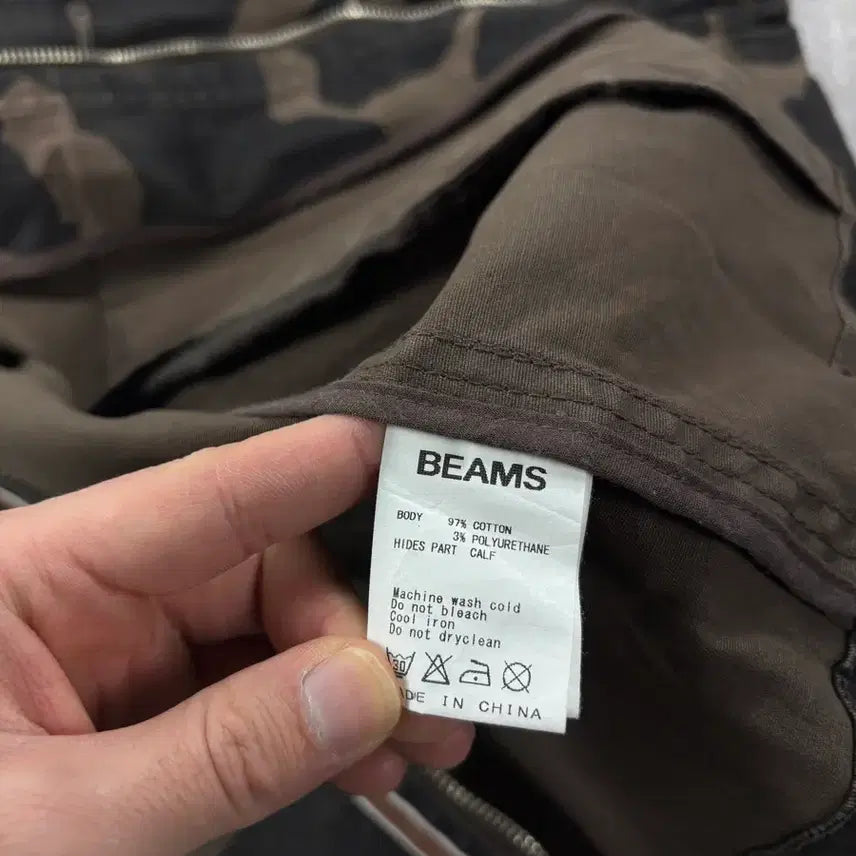 BEAMS
BODY 97% COTTON
3% POLYURETHANE
HIDES PART CALF
Machine wash cold
Do not bleach
Cool iron
Do not dryclean
30
IN CHINA